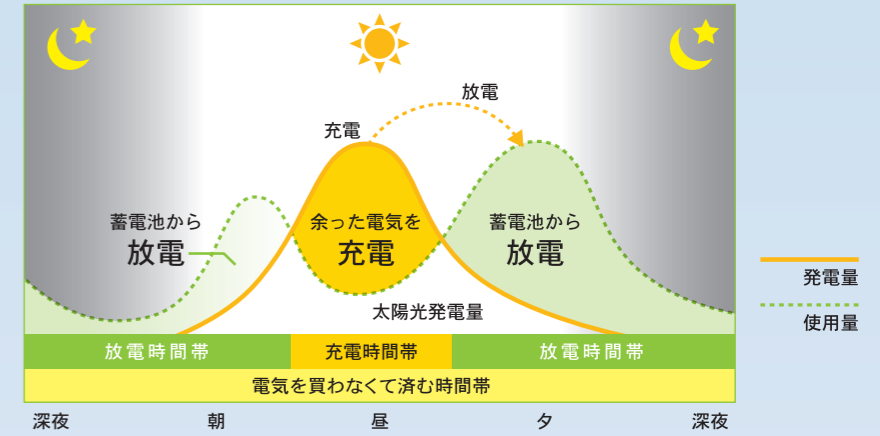 放電
充電
蓄電池から
放電
余った電気を
充電
蓄電池から
放電
太陽光発電量
発電量
使用量
放電時間帯
充電時間帯
放電時間帯
電気を買わなくて済む時間帯
深夜
朝
昼
夕
深夜